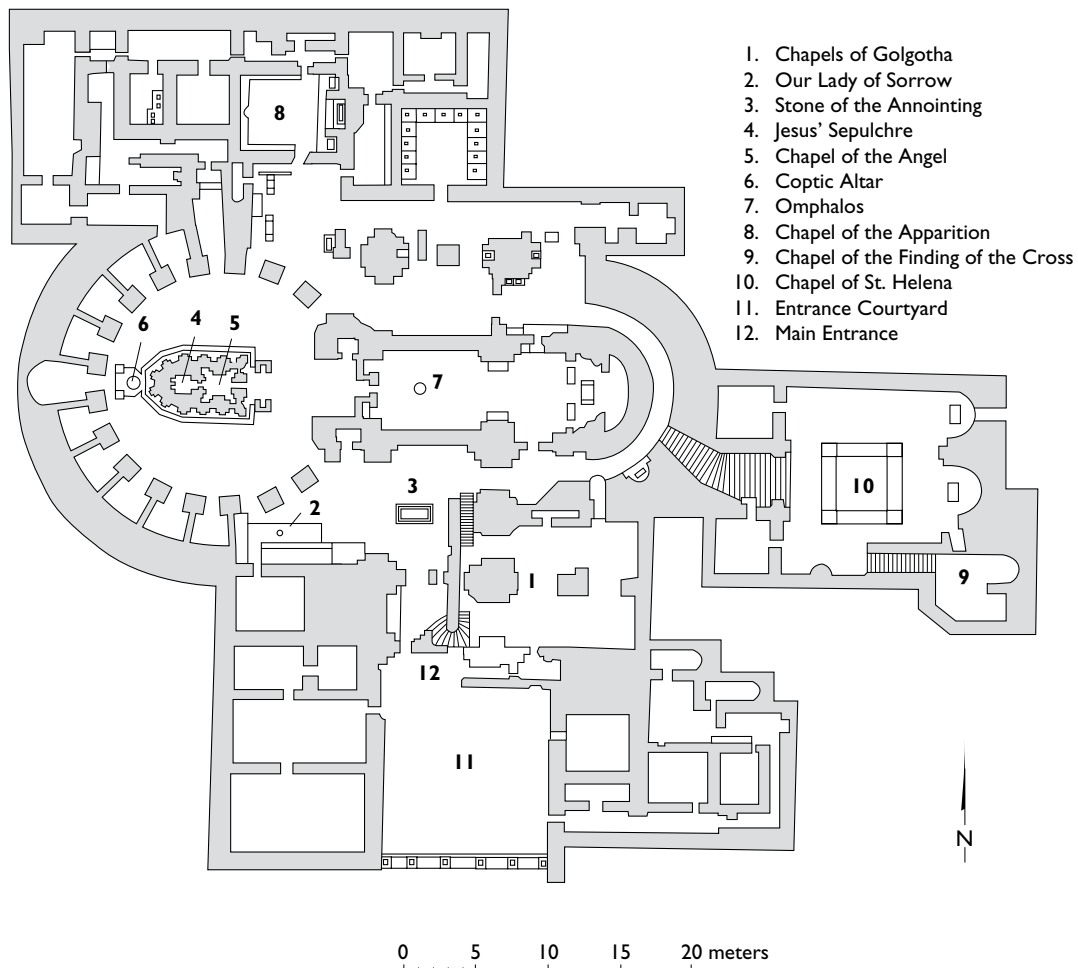 1. Chapels of Golgotha
2. Our Lady of Sorrow
3. Stone of the Annointing
4. Jesus’ Sepulchre
5. Chapel of the Angel
6. Coptic Altar
7. Omphalos
8. Chapel of the Apparition
9. Chapel of the Finding of the Cross
10. Chapel of St. Helena
11. Entrance Courtyard
12. Main Entrance
8
6
4
5
7
3
10
2
1
9
12
11
N
0 5 10 15 20 meters